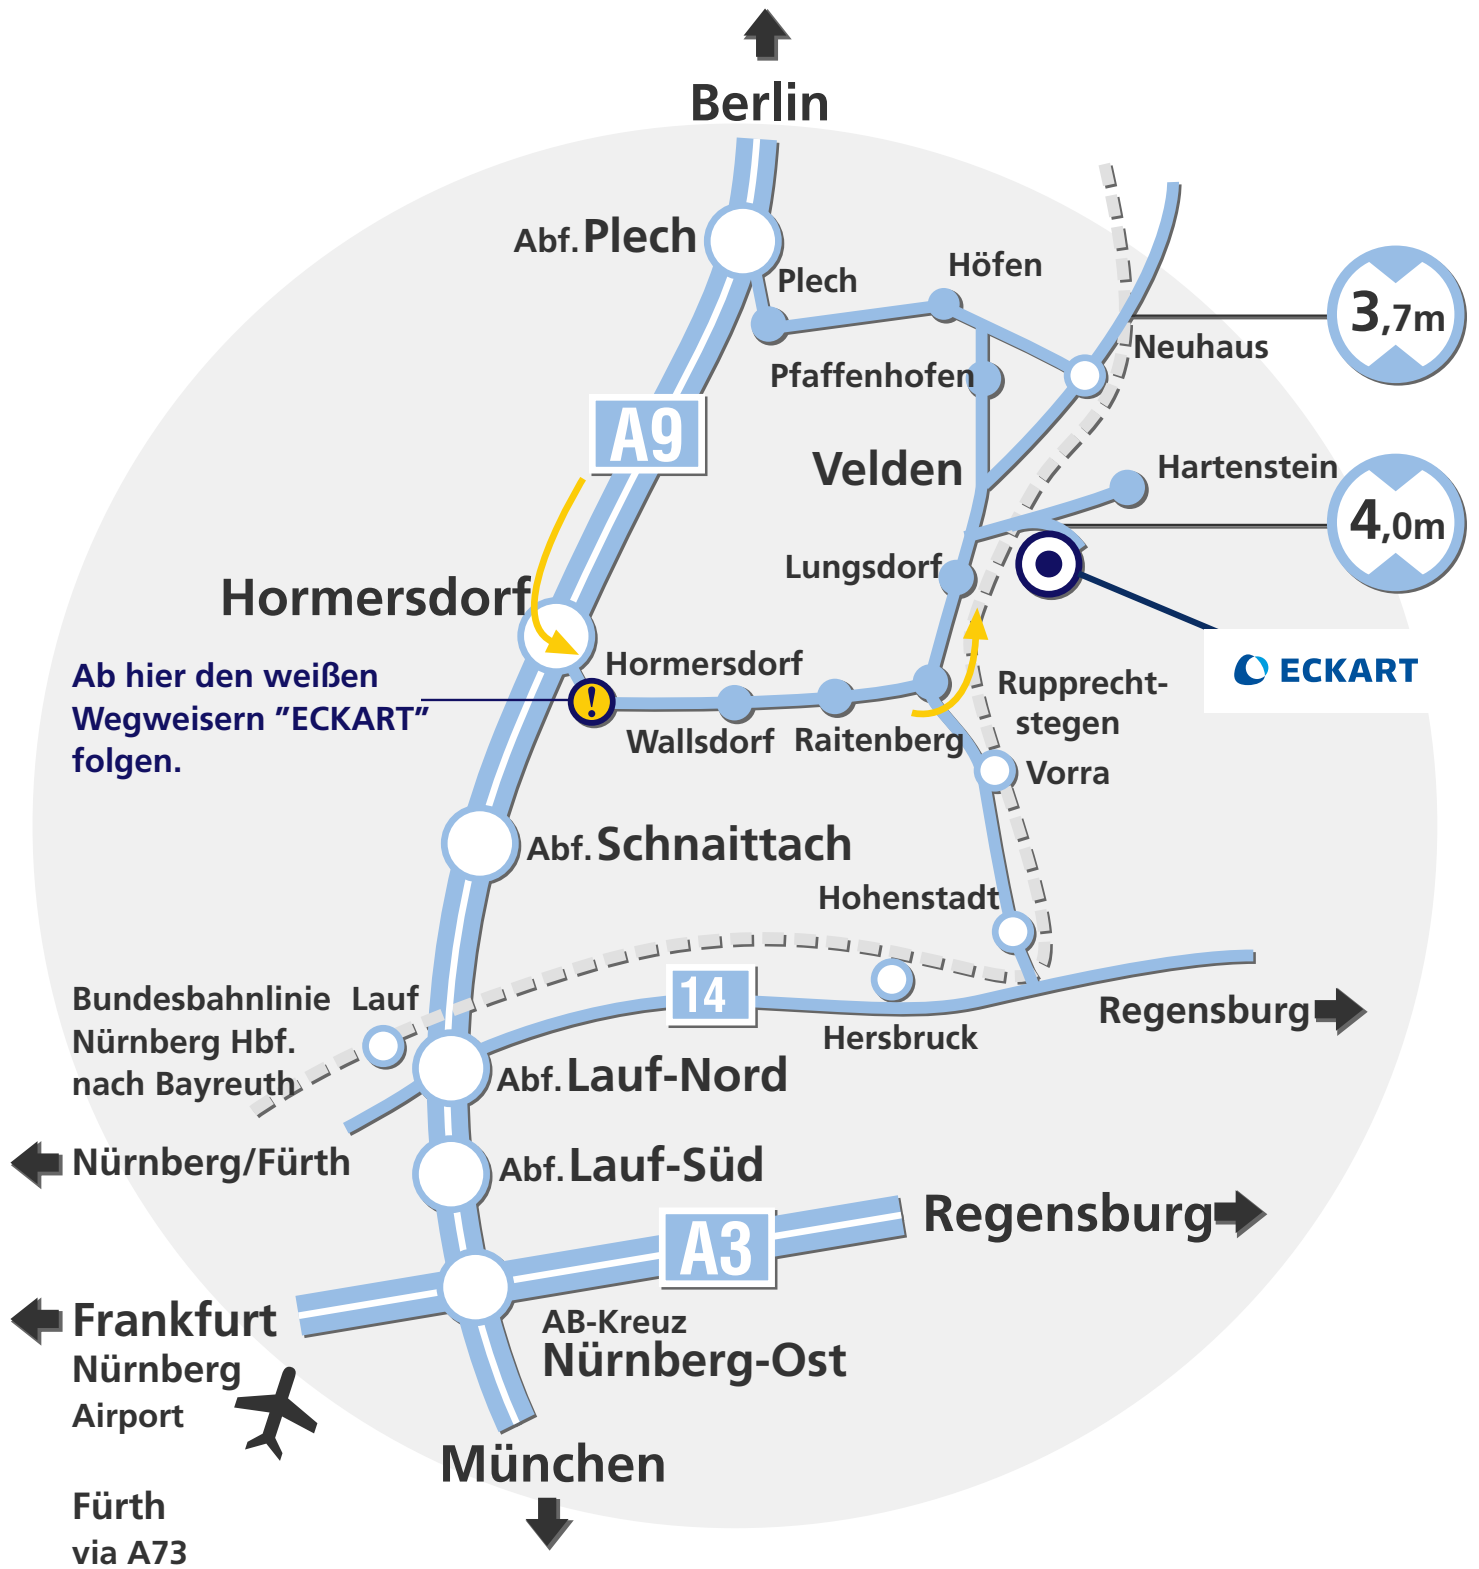 Berlin
Abf. Plech
Plech
Höfen
3,7m
Neuhaus
Pfaffenhofen
A9
Velden
Hartenstein
4,0m
Lungsdorf
Hormersdorf
ECKART
Hormersdorf
Ab hier den weißen
Wegweisern ”ECKART”
folgen.
!
Rupprecht-
stegen
Wallsdorf
Raitenberg
Vorra
Abf. Schnaittach
Hohenstadt
Bundesbahnlinie
Nürnberg Hbf.
nach Bayreuth
Lauf
14
Hersbruck
Regensburg
Abf. Lauf-Nord
Nürnberg/Fürth
Abf. Lauf-Süd
Regensburg
A3
Frankfurt
Nürnberg
Airport
AB-Kreuz
Nürnberg-Ost
München
Fürth
via A73